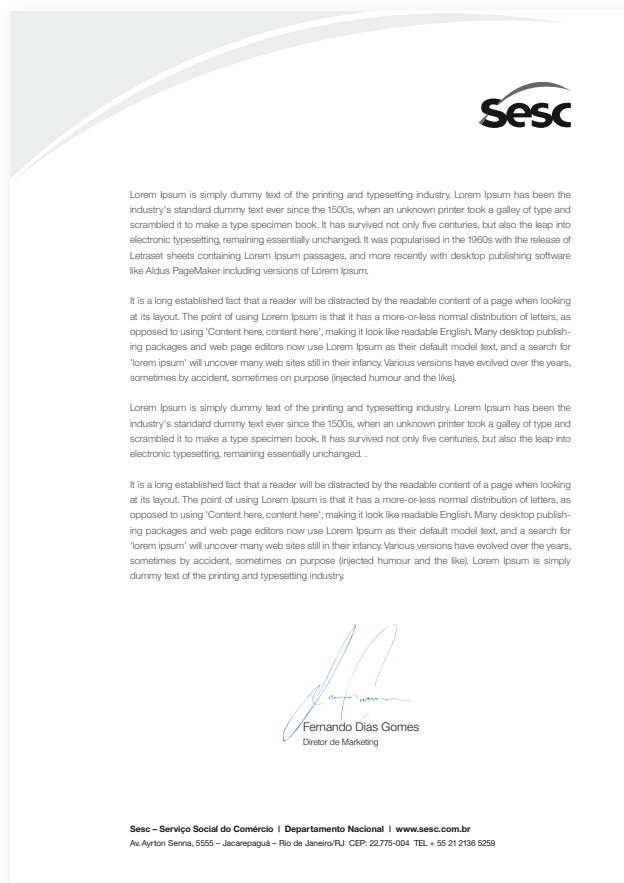 Sesc
Lorem Ipsum is simply dummy text of the printing and typesetting industry. Lorem Ipsum has been the
industry's standard dummy text ever since the 1500s, when an unknown printer took a galley of type and
scrambled it to make a type specimen book. It has survived not only five centuries, but also the leap into
electronic typesetting, remaining essentially unchanged. It was popularised in the 1960s with the release of
Letraset sheets containing Lorem Ipsum passages, and more recently with desktop publishing software
like Aldus PageMaker including versions of Lorem Ipsum.
It is a long established fact that a reader will be distracted by the readable content of a page when looking
at its layout. The point of using Lorem Ipsum is that it has a more-or-less normal distribution of letters, as
opposed to using 'Content here, content here', making it look like readable English. Many desktop publish-
ing packages and web page editors now use Lorem Ipsum as their default model text, and a search for
'lorem ipsum' will uncover many web sites still in their infancy. Various versions have evolved over the years,
sometimes by accident, sometimes on purpose (injected humour and the like).
Lorem Ipsum is simply dummy text of the printing and typesetting industry. Lorem Ipsum has been the
industry's standard dummy text ever since the 1500s, when an unknown printer took a galley of type and
scrambled it to make a type specimen book. It has survived not only five centuries, but also the leap into
electronic typesetting, remaining essentially unchanged. .
It is a long established fact that a reader will be distracted by the readable content of a page when looking
at its layout. The point of using Lorem Ipsum is that it has a more-or-less normal distribution of letters, as
opposed to using 'Content here, content here', making it look like readable English. Many desktop publish-
ing packages and web page editors now use Lorem Ipsum as their default model text, and a search for
'lorem ipsum' will uncover many web sites still in their infancy. Various versions have evolved over the years,
sometimes by accident, sometimes on purpose (injected humour and the like). Lorem Ipsum is simply
dummy text of the printing and typesetting industry.
Fernando Dias Gomes
Diretor de Marketing
Sesc – Serviço Social do Comércio | Departamento Nacional | www.sesc.com.br
Av. Ayrton Senna, 5555 – Jacarepaguá – Rio de Janeiro/RJ CEP: 22.775-004 TEL + 55 21 2136 5259